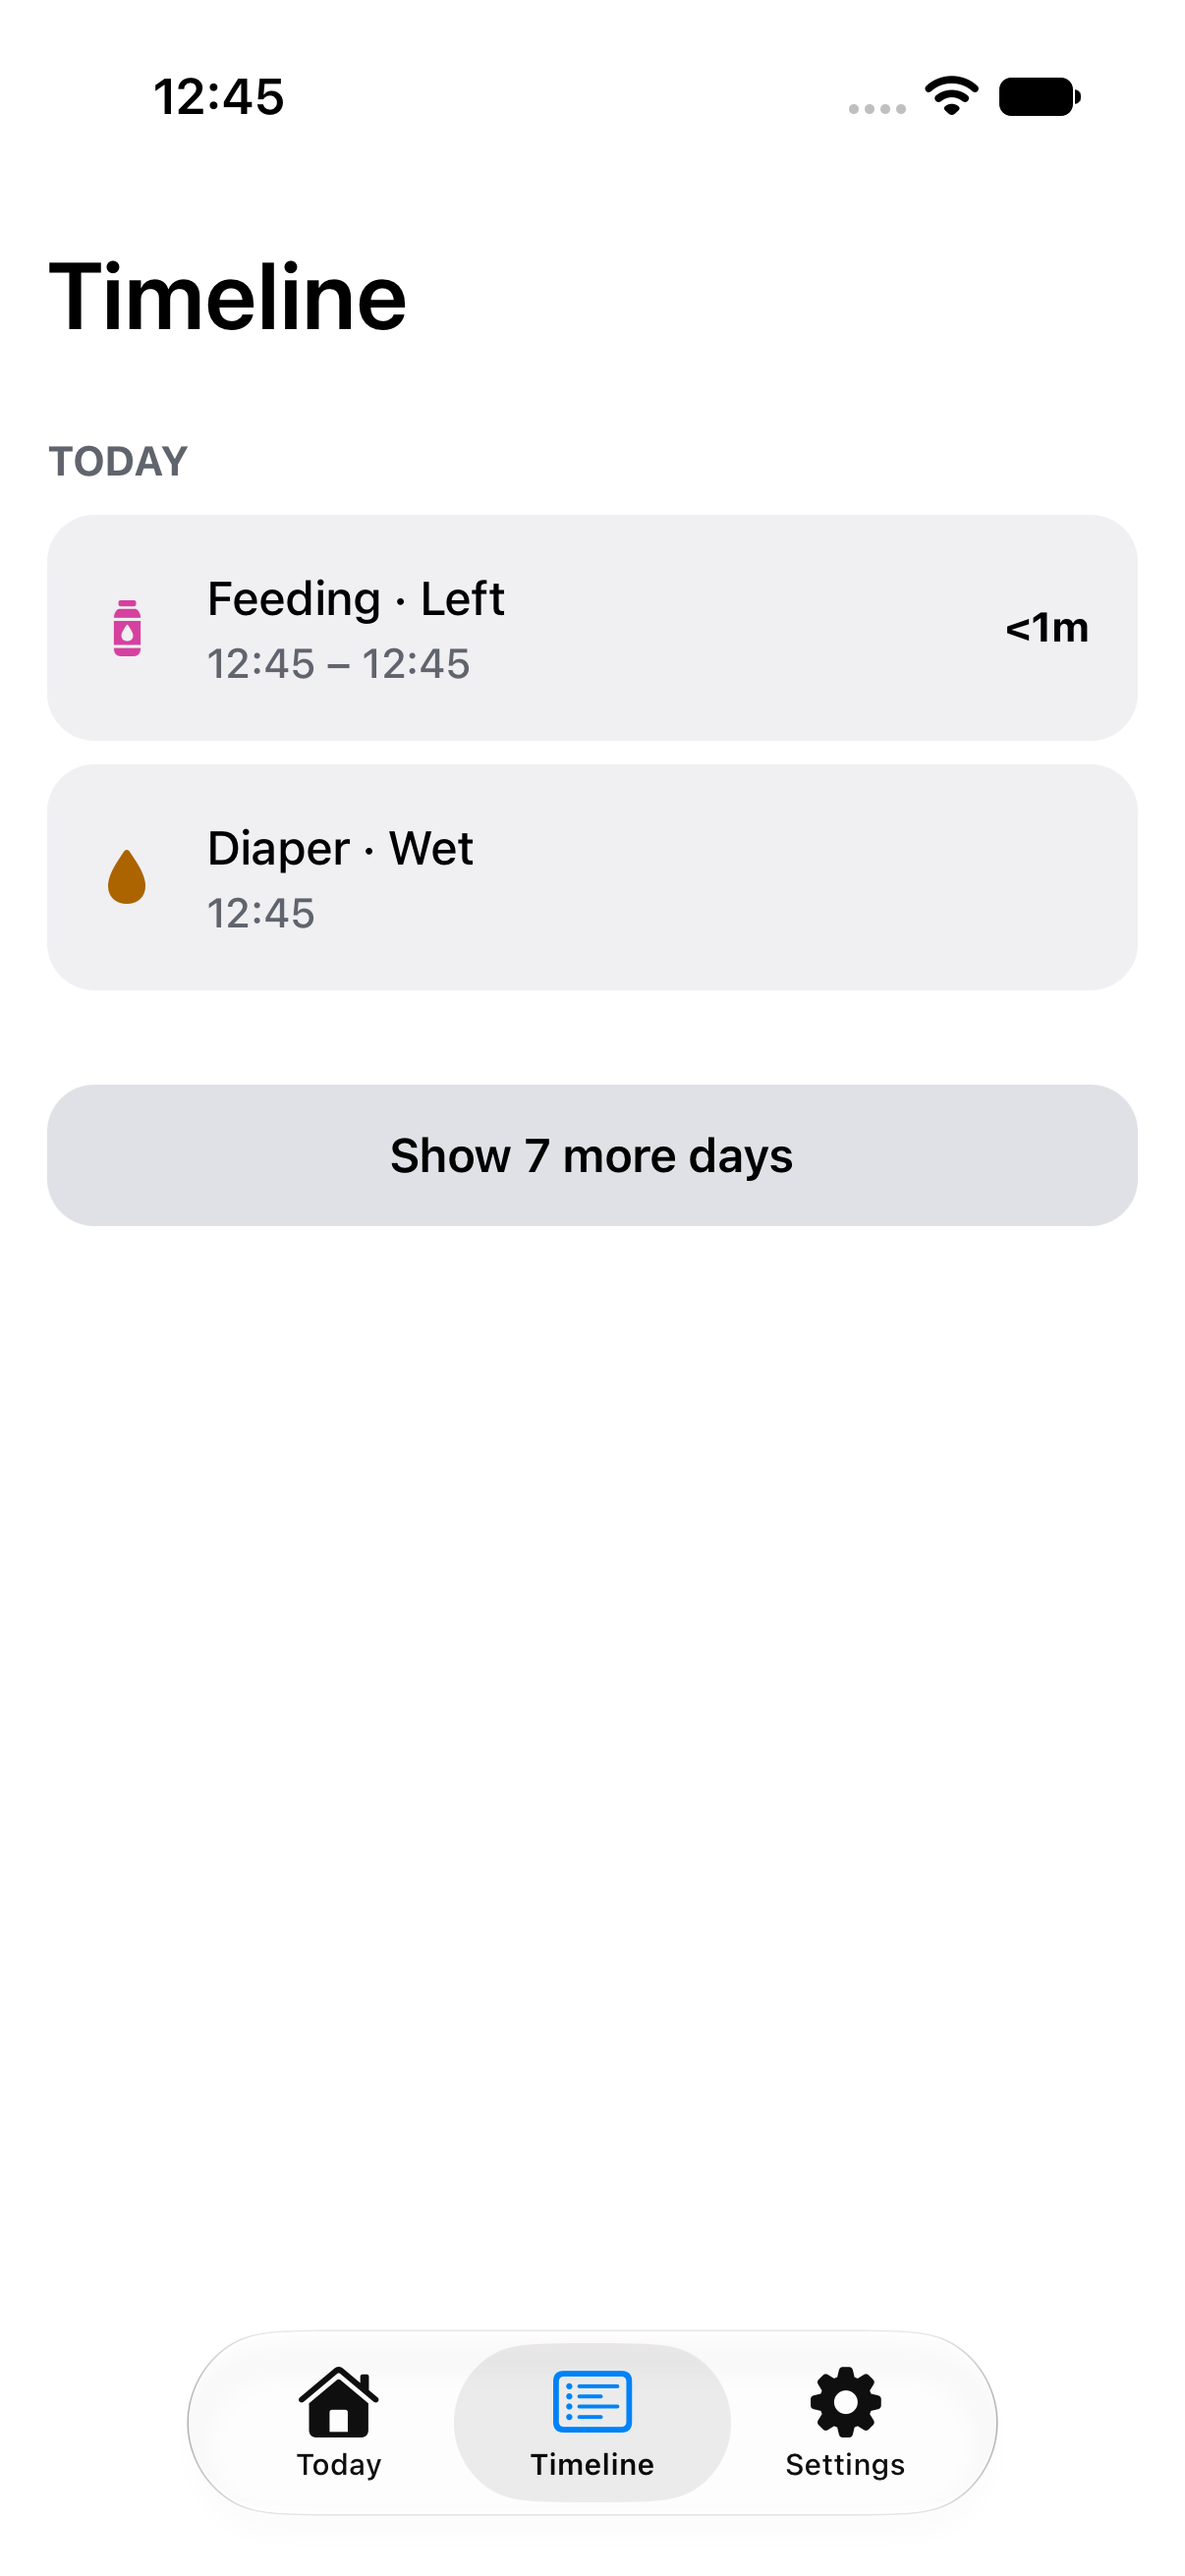 12:45
Timeline
TODAY
Feeding · Left
12:45 – 12:45
<1m
Diaper · Wet
12:45
Show 7 more days
Today
Timeline
Settings